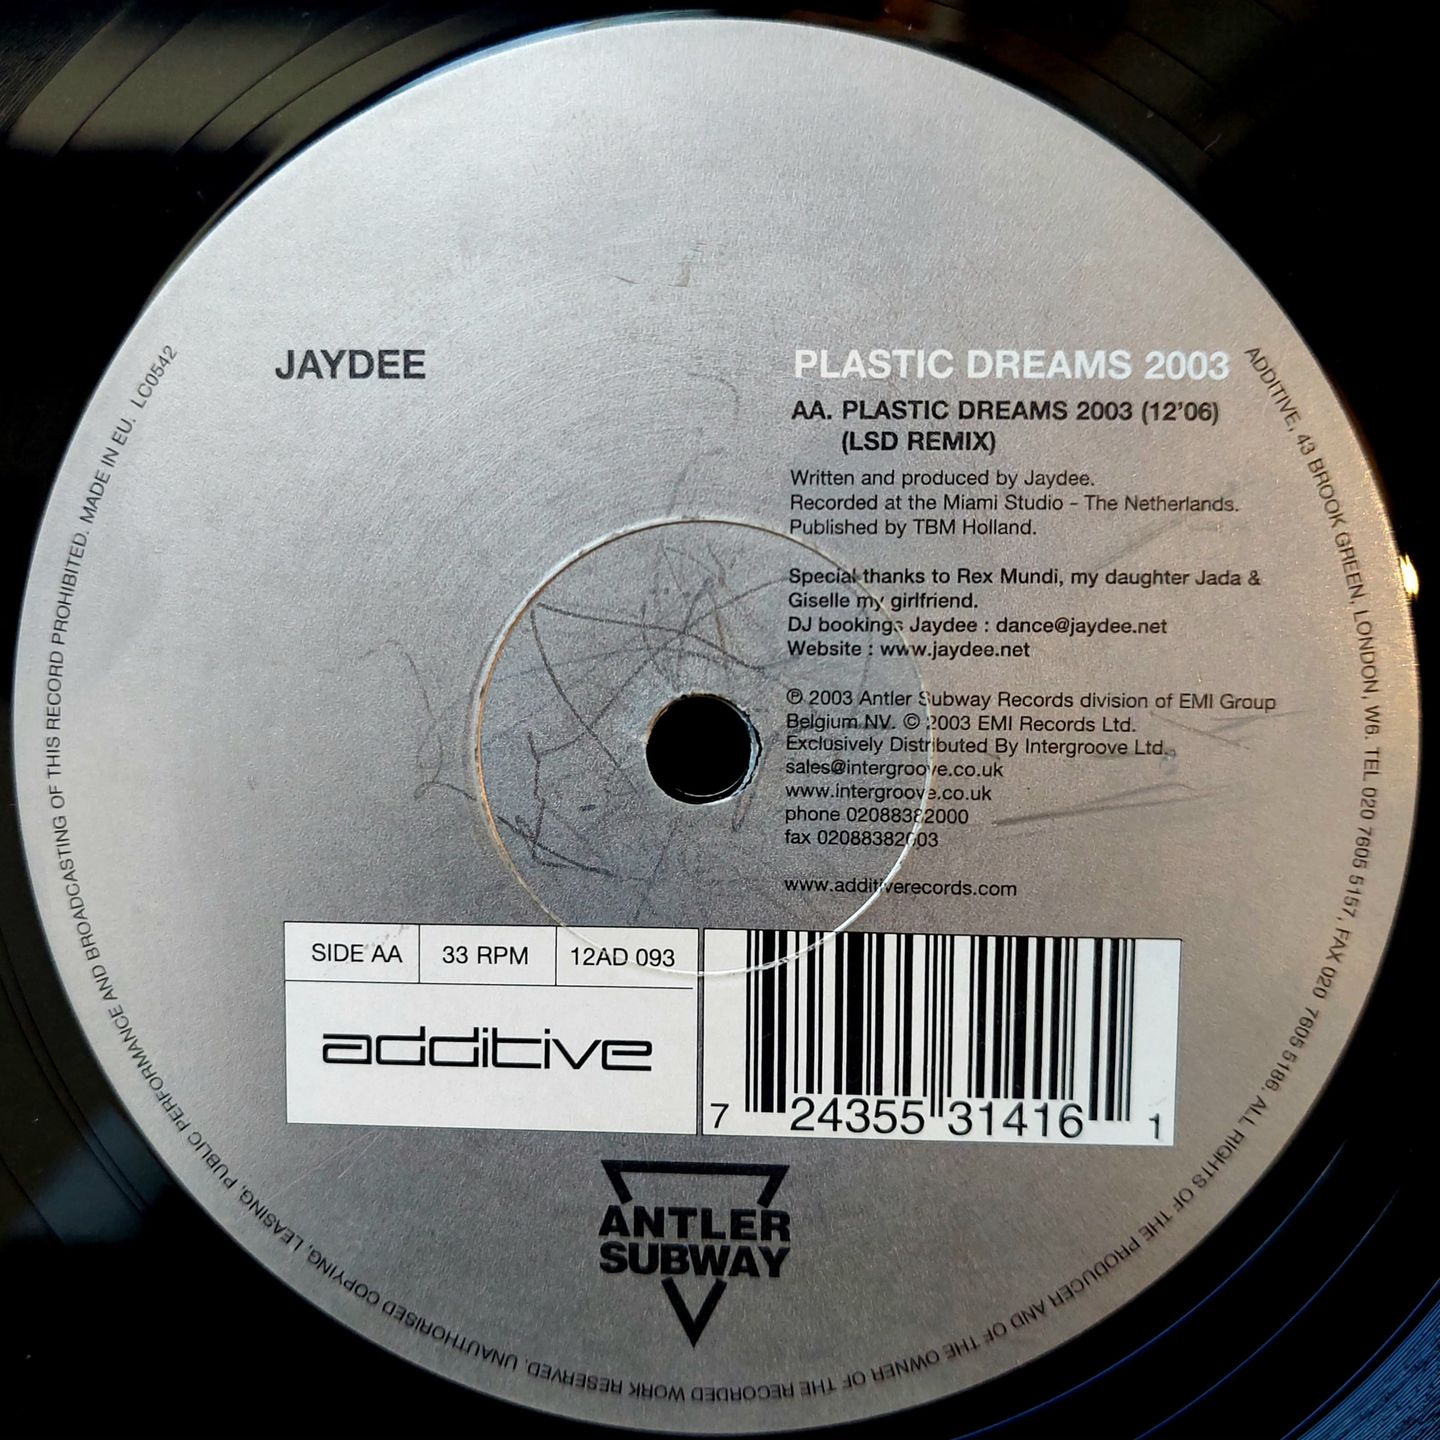 JAYDEE
PLASTIC DREAMS 2003
AA. PLASTIC DREAMS 2003 (12'06)
(LSD REMIX)
Written and produced by Jaydee.
Recorded at the Miami Studio - The Netherlands.
Published by TBM Holland.
Special thanks to Rex Mundi, my daughter Jada &
Giselle my girlfriend.
DJ bookings Jaydee : dance@jaydee.net
Website : www.jaydee.net
℗ 2003 Antler Subway Records division of EMI Group
Belgium NV. © 2003 EMI Records Ltd.
Exclusively Distributed By Intergroove Ltd.
sales@intergroove.co.uk
www.intergroove.co.uk
phone 02088382000
fax 02088382003
www.additiverecords.com
SIDE AA 33 RPM 12AD 093
additive
7 24355 31416 1
ANTLER
SUBWAY
ADDITIVE, 43 BROOK GREEN, LONDON, W6. TEL 020 7605 5157, FAX 020 7605 5186. ALL RIGHTS OF THE PRODUCER AND OF THE OWNER OF THE RECORDED WORK RESERVED. UNAUTHORISED COPYING, LEASING, PUBLIC PERFORMANCE AND BROADCASTING OF THIS RECORD PROHIBITED. MADE IN EU. LC0542